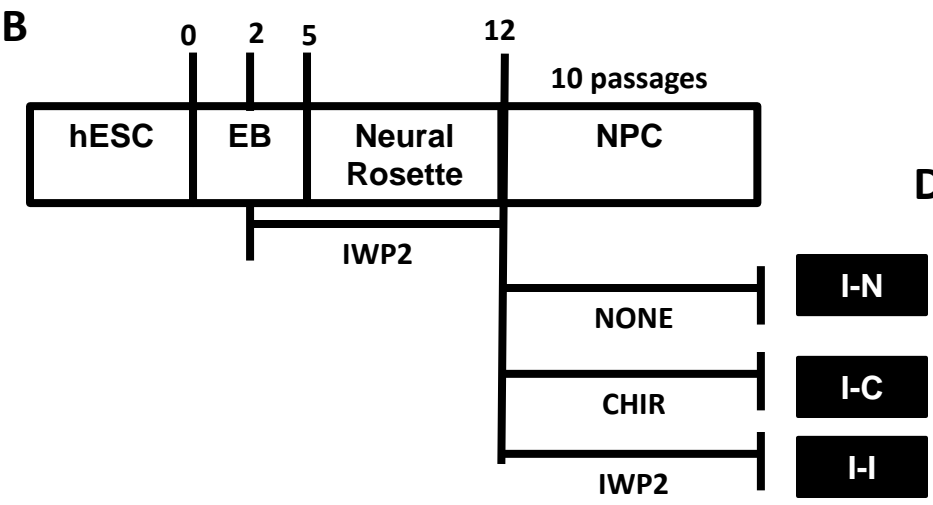 B
0 2 5 12
10 passages
hESC EB Neural Rosette NPC
D
IWP2
NONE
I-N
CHIR
I-C
IWP2
I-I